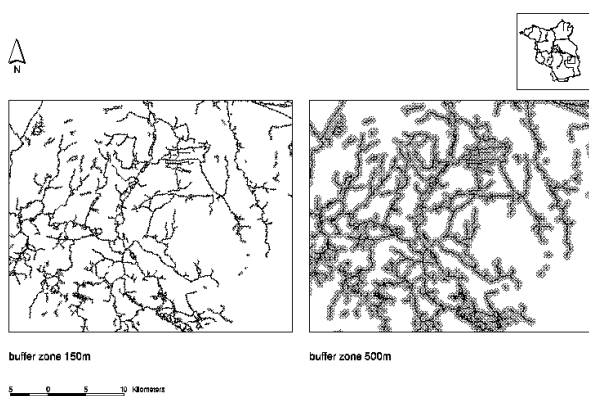 N
buffer zone 150m
buffer zone 500m
5 0 5 10 Kilometers